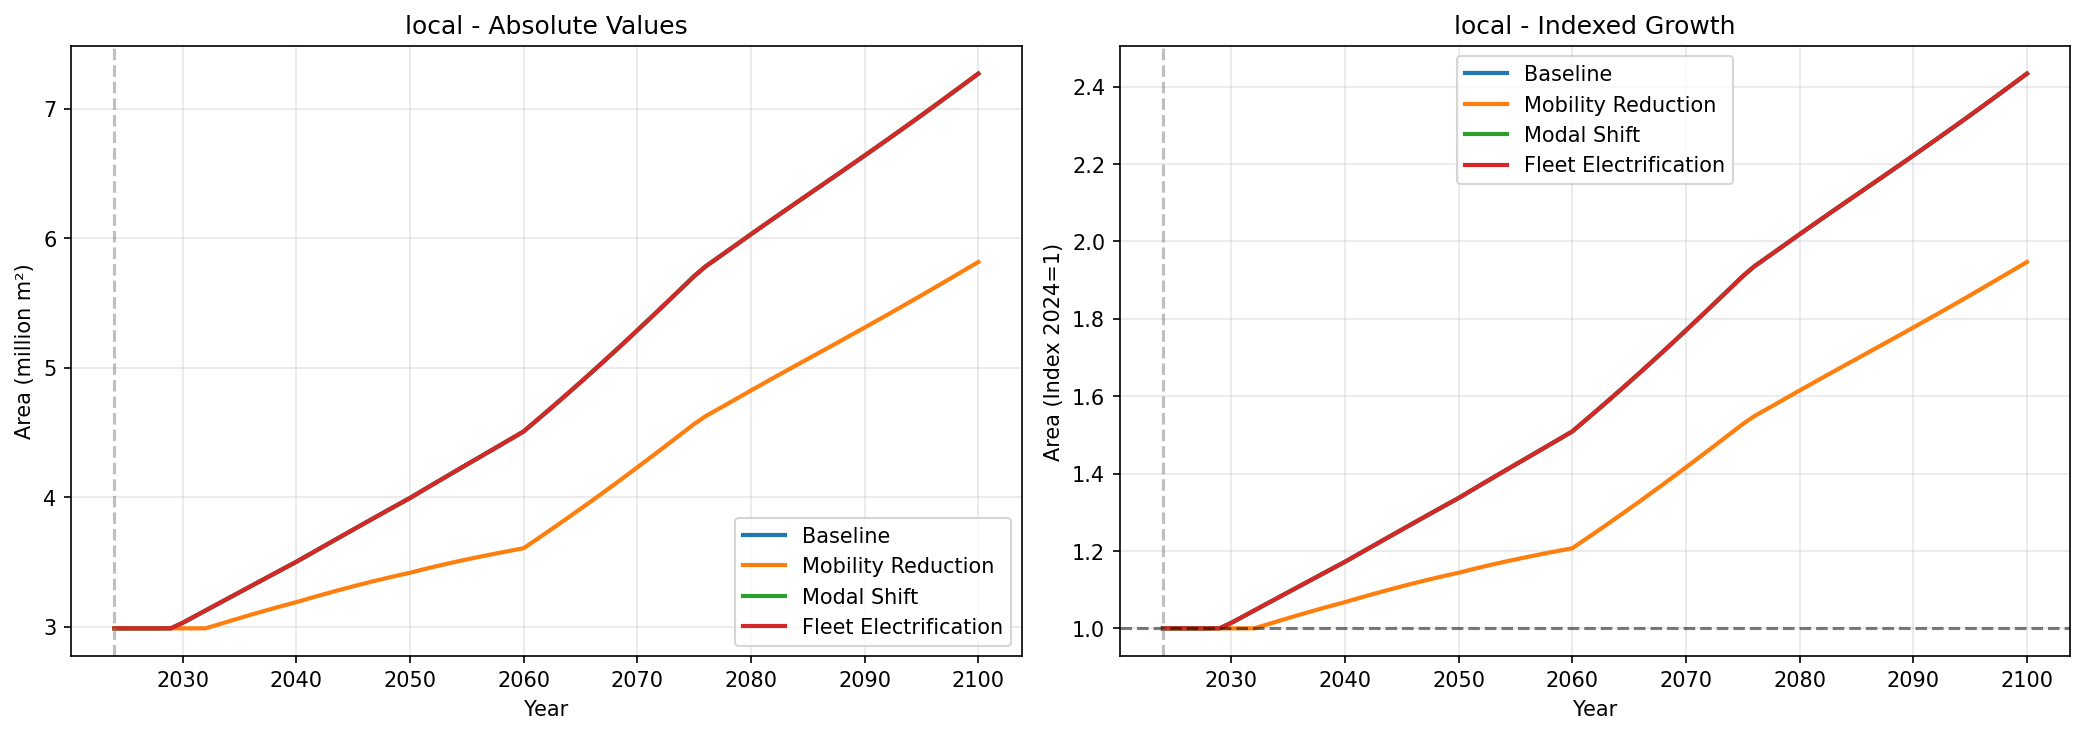 local - Absolute Values
Area (million m²)
7
6
5
4
3
Baseline
Mobility Reduction
Modal Shift
Fleet Electrification
2030 2040 2050 2060 2070 2080 2090 2100
Year
local - Indexed Growth
Area (Index 2024=1)
2.4
2.2
2.0
1.8
1.6
1.4
1.2
1.0
Baseline
Mobility Reduction
Modal Shift
Fleet Electrification
2030 2040 2050 2060 2070 2080 2090 2100
Year